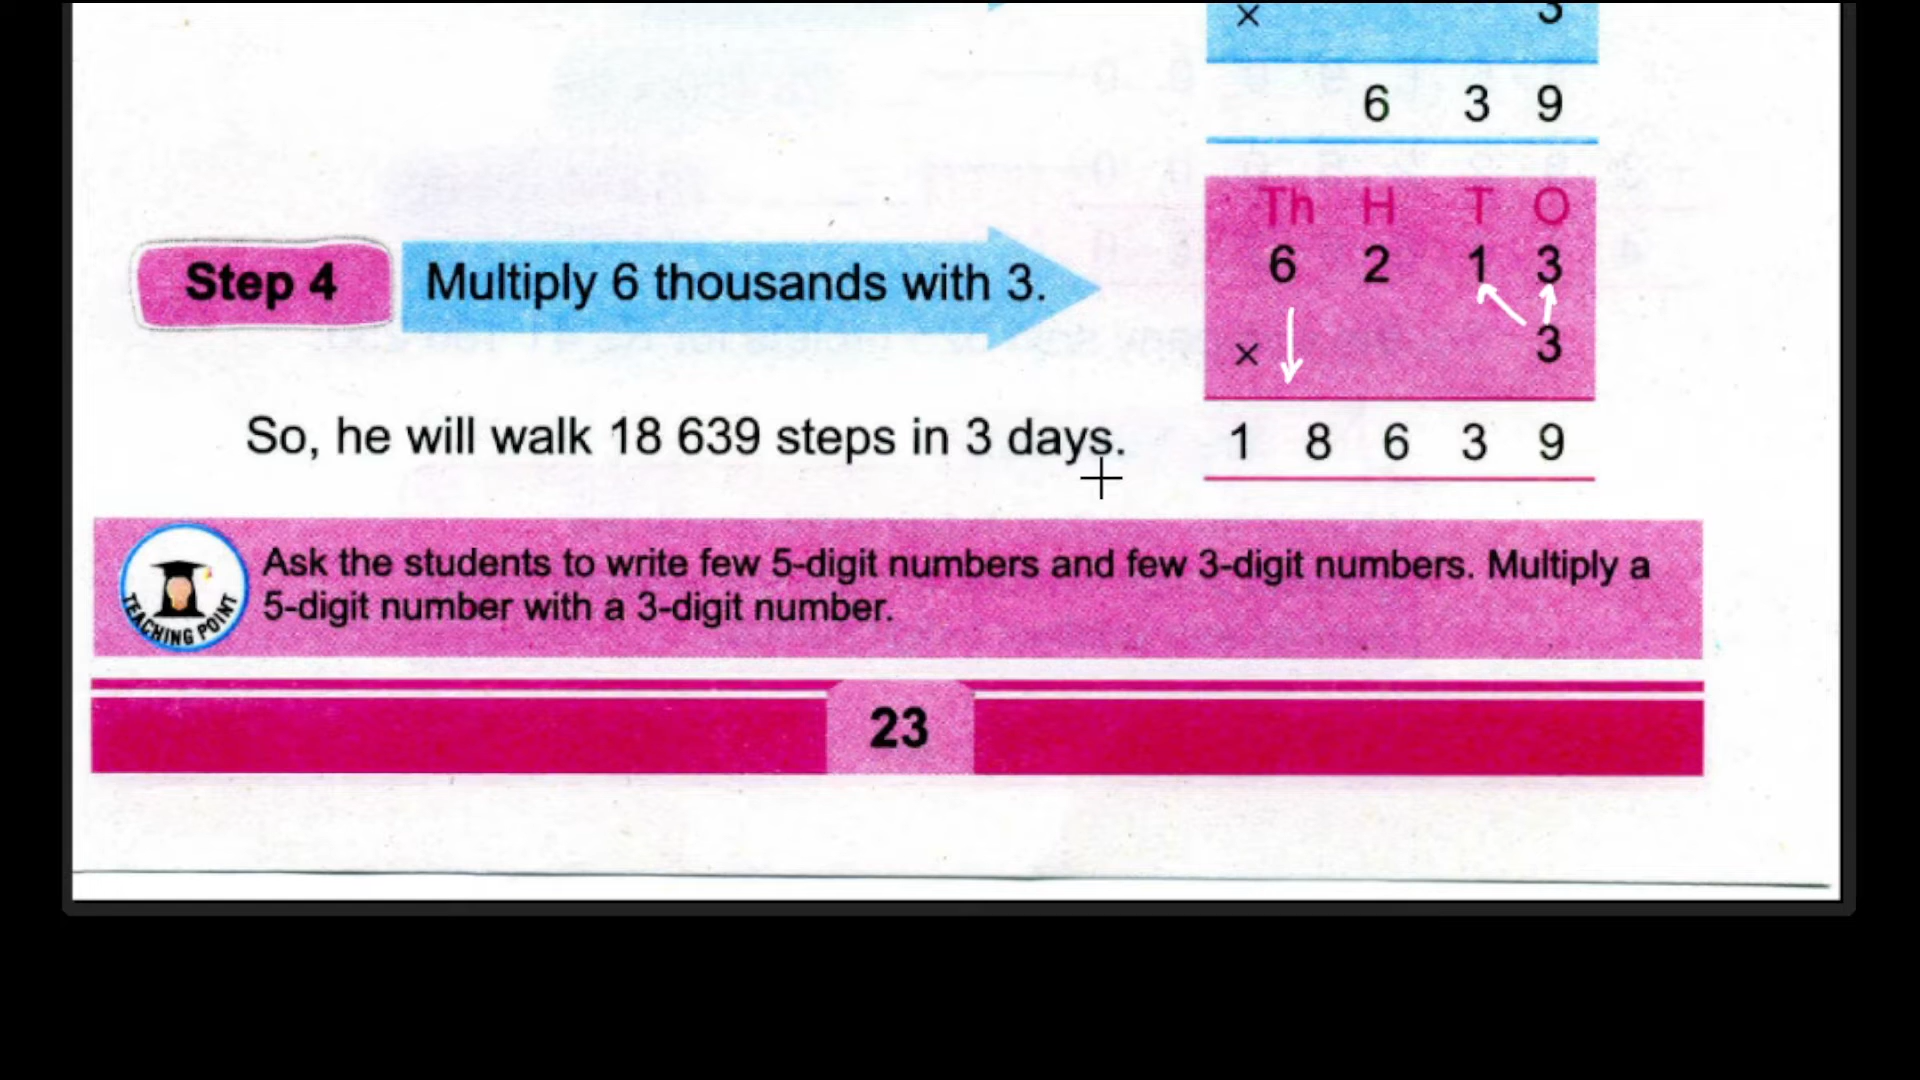 × 3
6 3 9
Th H T O
6 2 1 3
Step 4 Multiply 6 thousands with 3.
× 3
So, he will walk 18 639 steps in 3 days. 1 8 6 3 9
TEACHING POINT
Ask the students to write few 5-digit numbers and few 3-digit numbers. Multiply a
5-digit number with a 3-digit number.
23